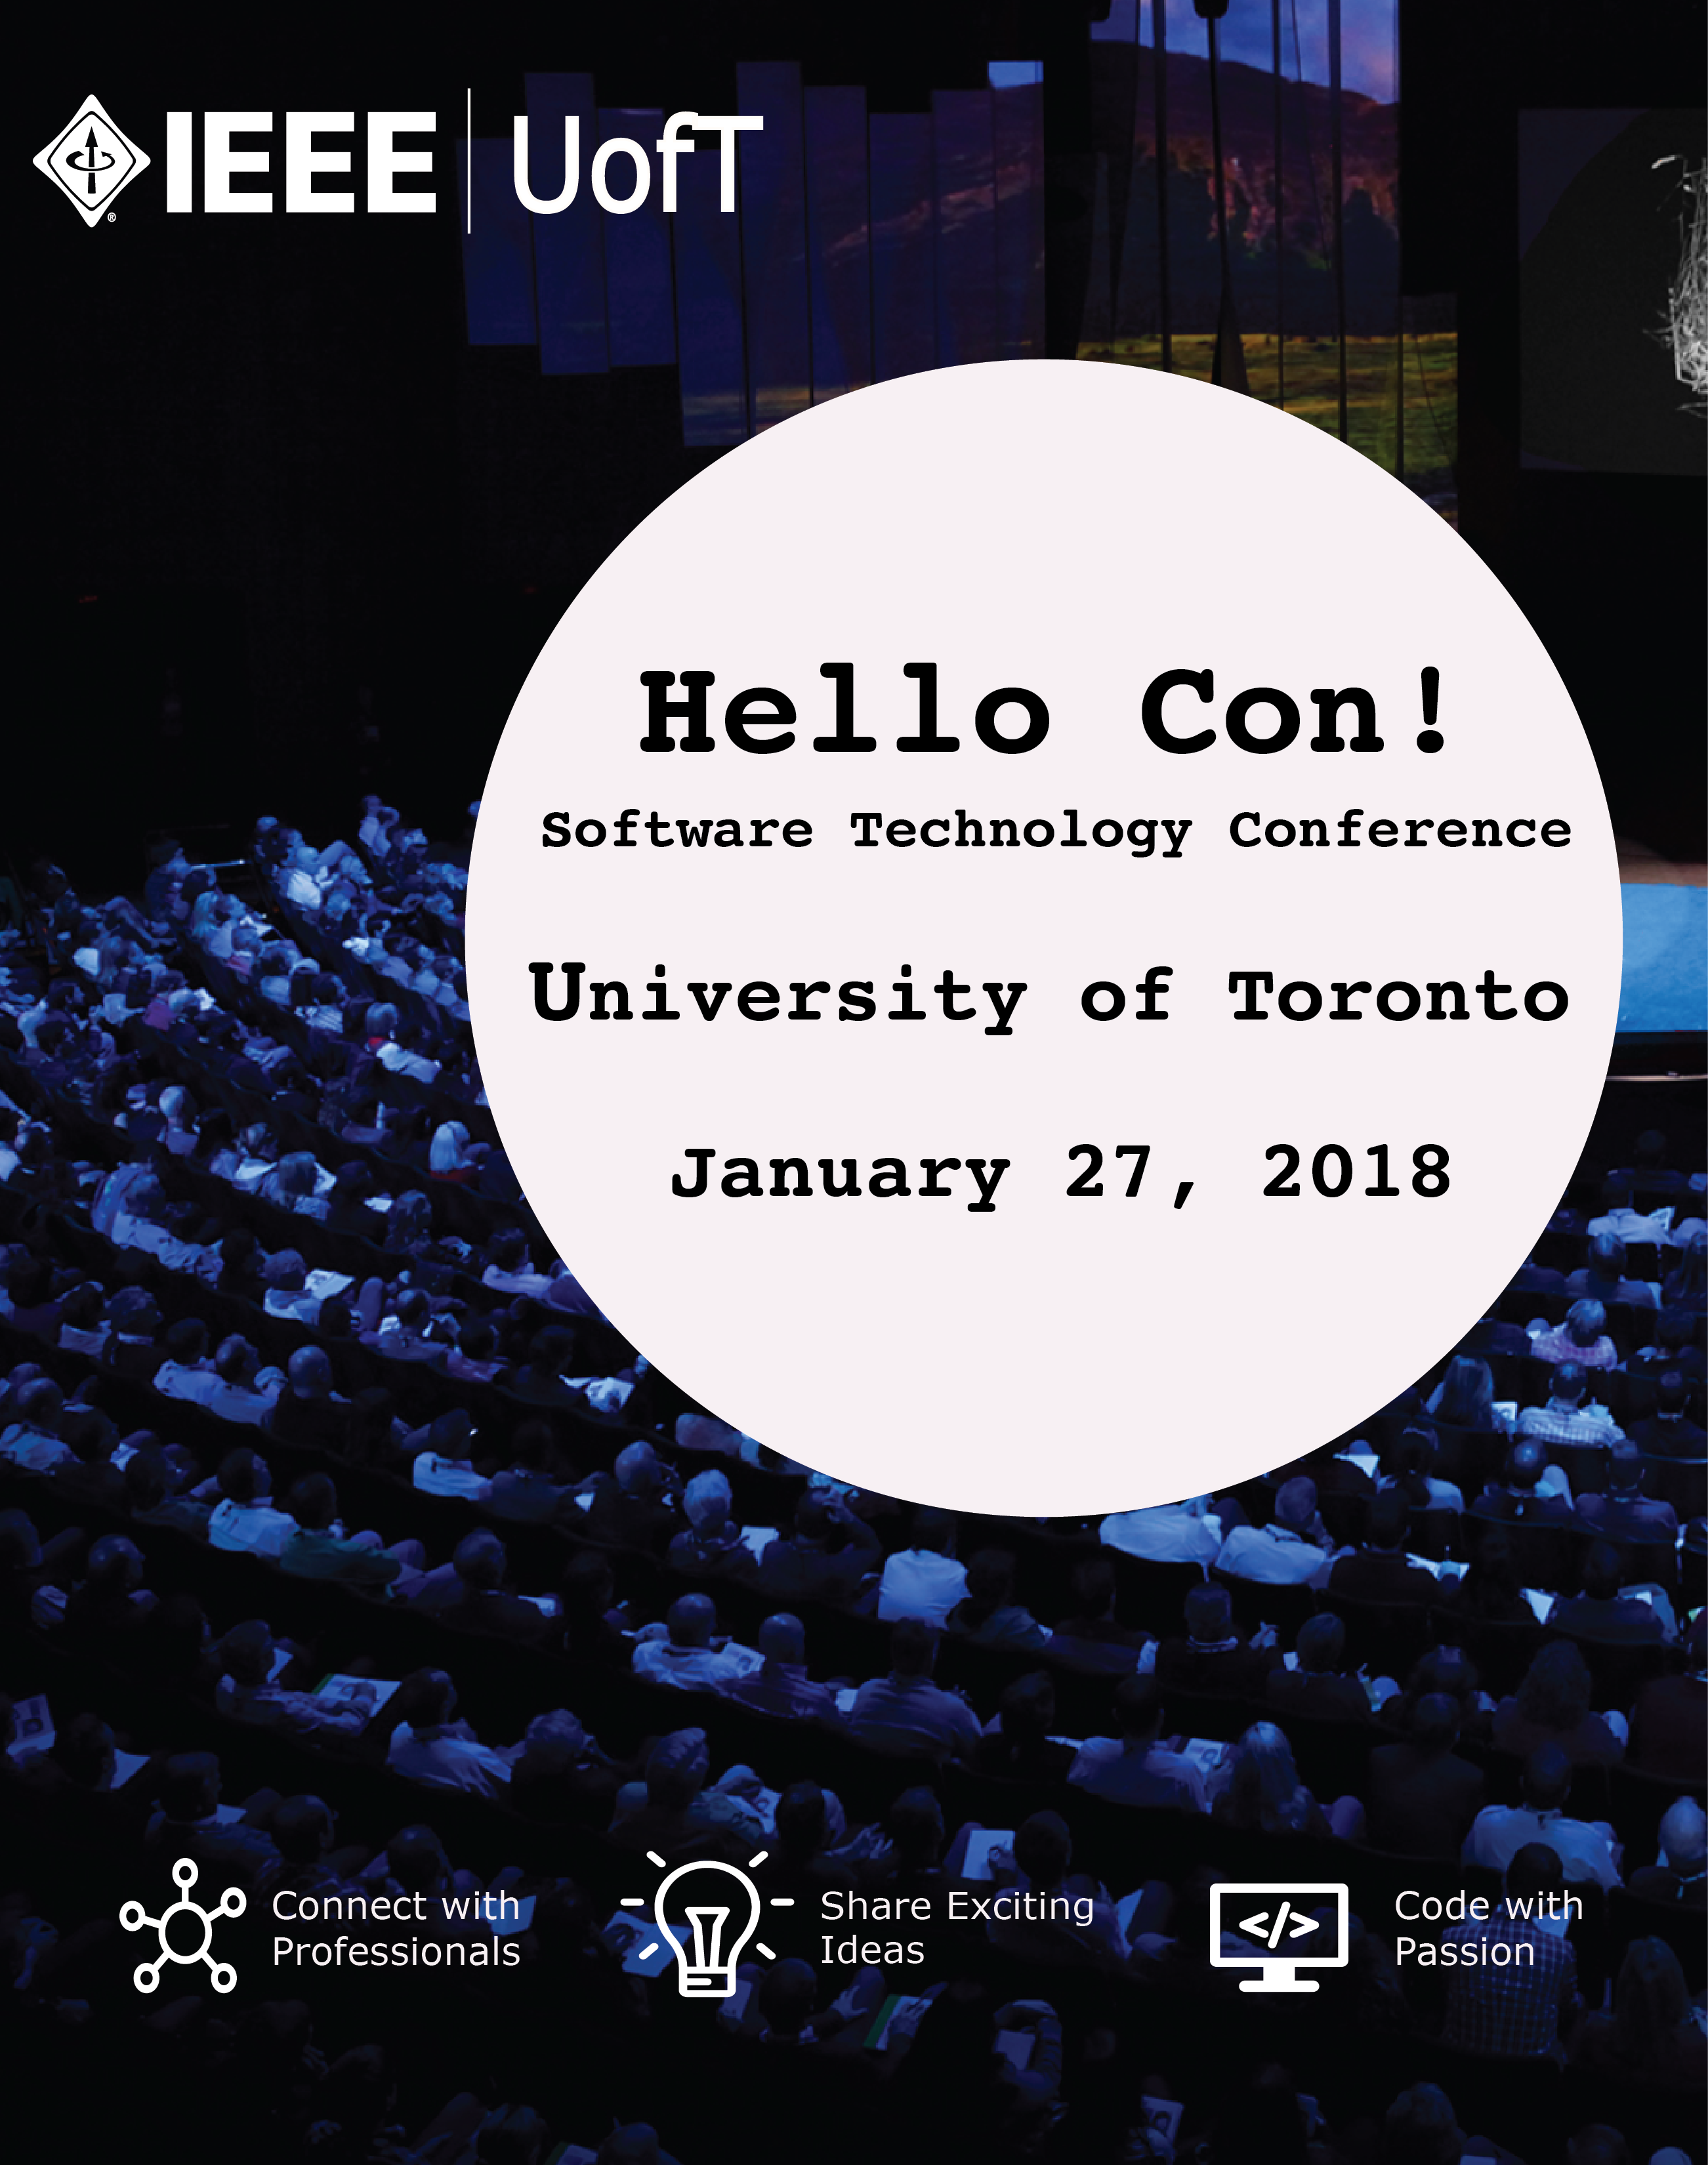 IEEE | UofT
Hello Con!
Software Technology Conference
University of Toronto
January 27, 2018
Connect with
Professionals
Share Exciting
Ideas
</>
Code with
Passion